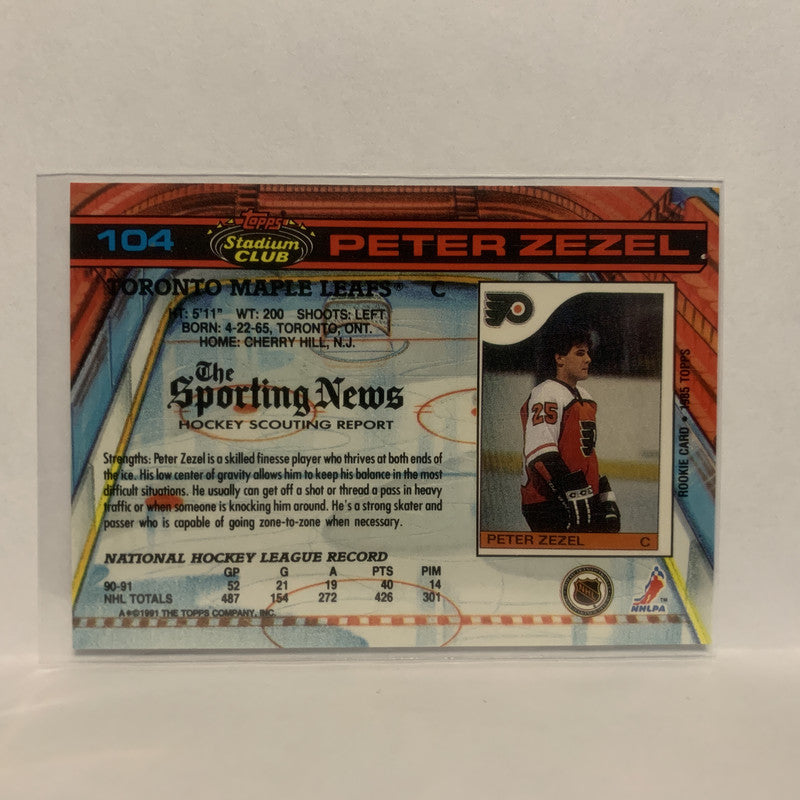 104
Topps
Stadium
CLUB
PETER ZEZEL
TORONTO MAPLE LEAFS® C
HT: 5'11" WT: 200 SHOOTS: LEFT
BORN: 4-22-65, TORONTO, ONT.
HOME: CHERRY HILL, N.J.
The
Sporting News
HOCKEY SCOUTING REPORT
Strengths: Peter Zezel is a skilled finesse player who thrives at both ends of
the ice. His low center of gravity allows him to keep his balance in the most
difficult situations. He usually can get off a shot or thread a pass in heavy
traffic or when someone is knocking him around. He's a strong skater and
passer who is capable of going zone-to-zone when necessary.
NATIONAL HOCKEY LEAGUE RECORD
GP G A PTS PIM
90-91 52 21 19 40 14
NHL TOTALS 487 154 272 426 301
A ®©1991 THE TOPPS COMPANY, INC.
25
PETER ZEZEL C
ROOKIE CARD • 1985 TOPPS
NHL
NHLPA ™